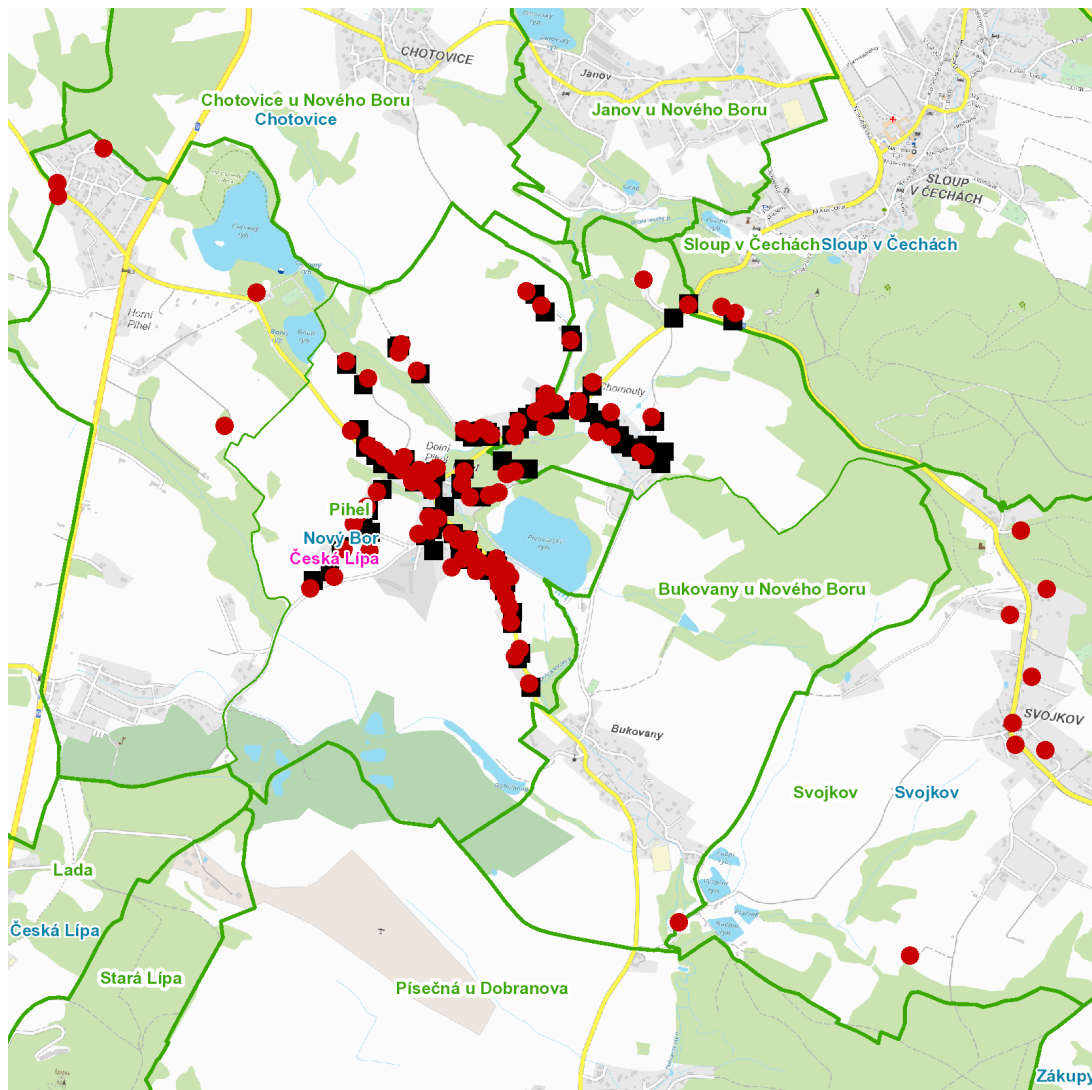 CHOTOVICE
Janov
Chotovice u Nového Boru
Chotovice
Janov u Nového Boru
SLOUP
V ČECHÁCH
Sloup v Čechách
Sloup v Čechách
Horní
Pihel
Chomouty
Dolní
Pihel
Nový Bor
Česká Lípa
Bukovany u Nového Boru
Bukovany
SVOJKOV
Svojkov
Svojkov
Lada
Česká Lípa
Stará Lípa
Písečná u Dobranova
Zákupy